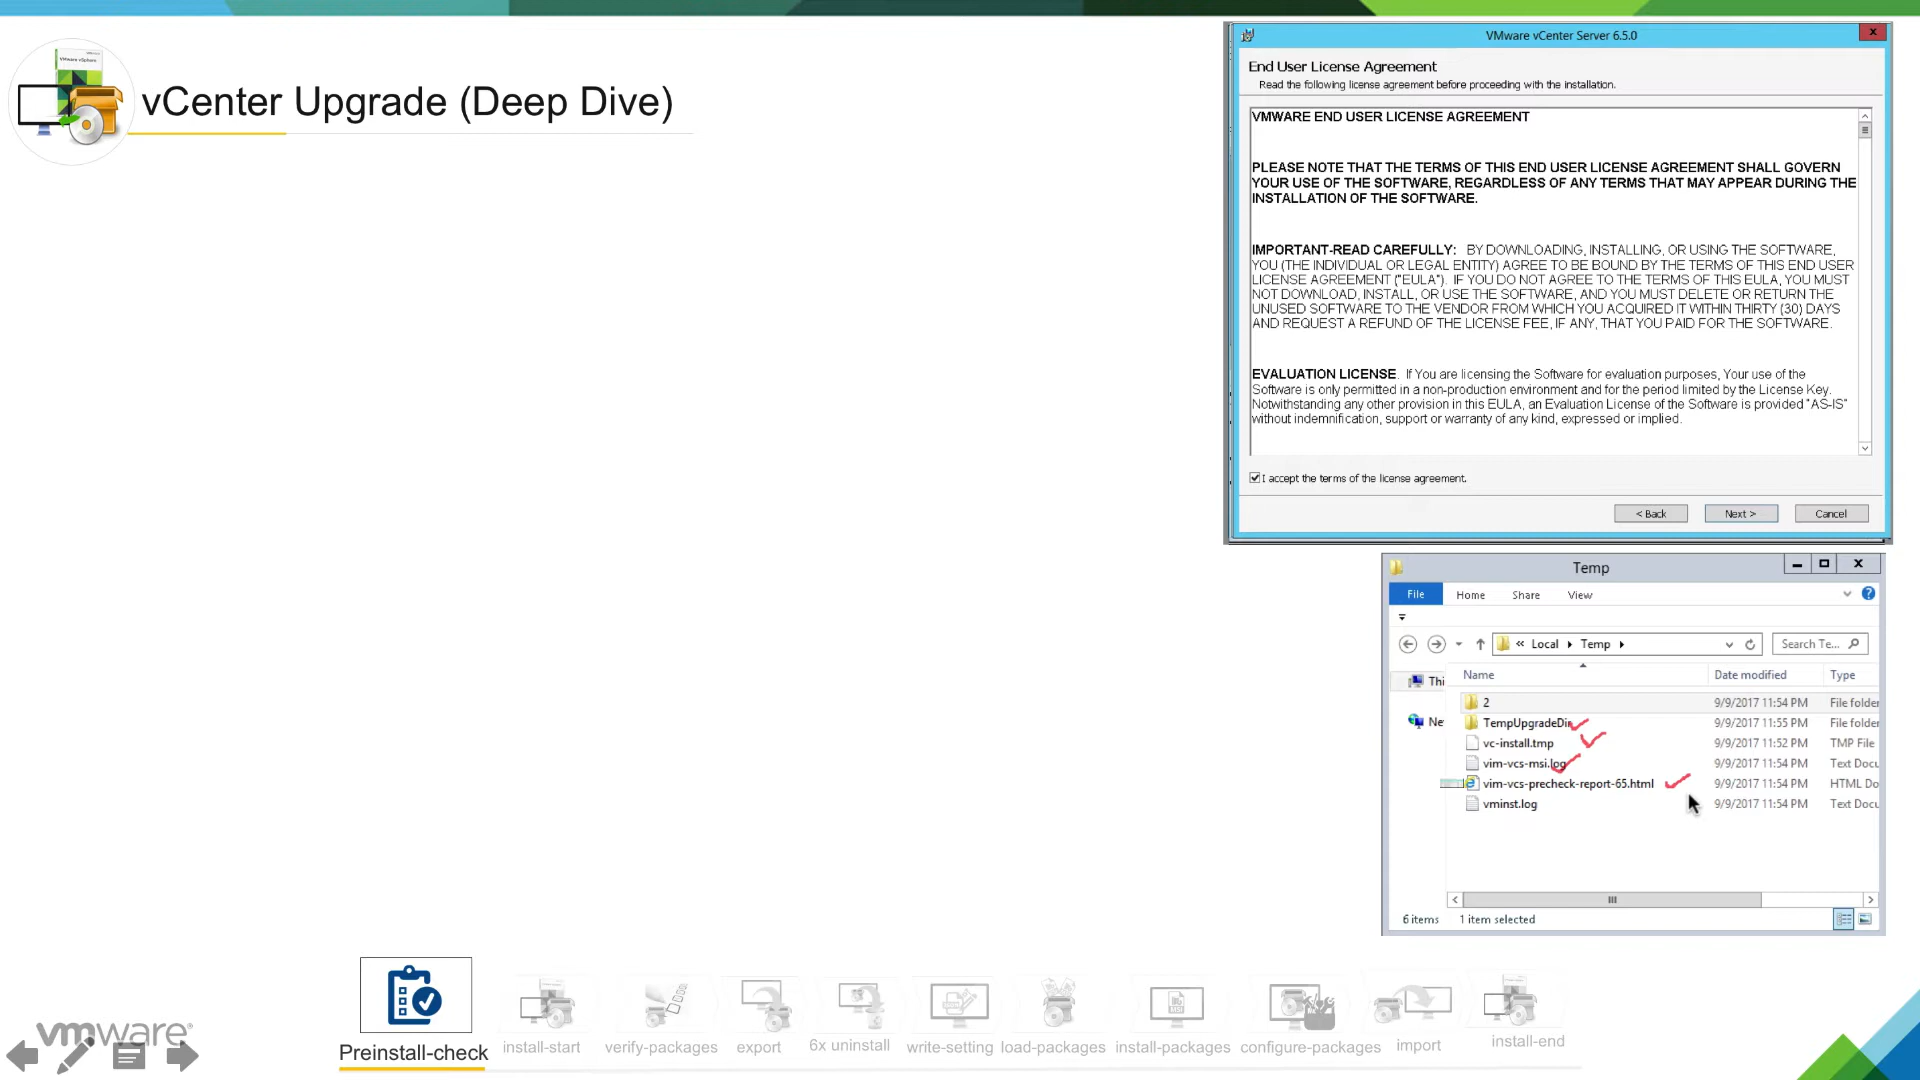 VMware vSphere
vCenter Upgrade (Deep Dive)
VMware vCenter Server 6.5.0
End User License Agreement
Read the following license agreement before proceeding with the installation.
VMWARE END USER LICENSE AGREEMENT
PLEASE NOTE THAT THE TERMS OF THIS END USER LICENSE AGREEMENT SHALL GOVERN
YOUR USE OF THE SOFTWARE, REGARDLESS OF ANY TERMS THAT MAY APPEAR DURING THE
INSTALLATION OF THE SOFTWARE.
IMPORTANT-READ CAREFULLY: BY DOWNLOADING, INSTALLING, OR USING THE SOFTWARE,
YOU (THE INDIVIDUAL OR LEGAL ENTITY) AGREE TO BE BOUND BY THE TERMS OF THIS END USER
LICENSE AGREEMENT ("EULA"). IF YOU DO NOT AGREE TO THE TERMS OF THIS EULA, YOU MUST
NOT DOWNLOAD, INSTALL, OR USE THE SOFTWARE, AND YOU MUST DELETE OR RETURN THE
UNUSED SOFTWARE TO THE VENDOR FROM WHICH YOU ACQUIRED IT WITHIN THIRTY (30) DAYS
AND REQUEST A REFUND OF THE LICENSE FEE, IF ANY, THAT YOU PAID FOR THE SOFTWARE.
EVALUATION LICENSE. If You are licensing the Software for evaluation purposes, Your use of the
Software is only permitted in a non-production environment and for the period limited by the License Key.
Notwithstanding any other provision in this EULA, an Evaluation License of the Software is provided "AS-IS"
without indemnification, support or warranty of any kind, expressed or implied.
I accept the terms of the license agreement.
< Back Next > Cancel
Temp
File Home Share View
« Local Temp Search Te...
Name Date modified Type
Thi
Ne
2 9/9/2017 11:54 PM File folder
TempUpgradeDir 9/9/2017 11:55 PM File folder
vc-install.tmp 9/9/2017 11:52 PM TMP File
vim-vcs-msi.log 9/9/2017 11:54 PM Text Docu
vim-vcs-precheck-report-65.html 9/9/2017 11:54 PM HTML Do
vminst.log 9/9/2017 11:54 PM Text Docu
6 items 1 item selected
vmware®
Preinstall-check install-start verify-packages export 6x uninstall write-setting load-packages install-packages configure-packages import install-end